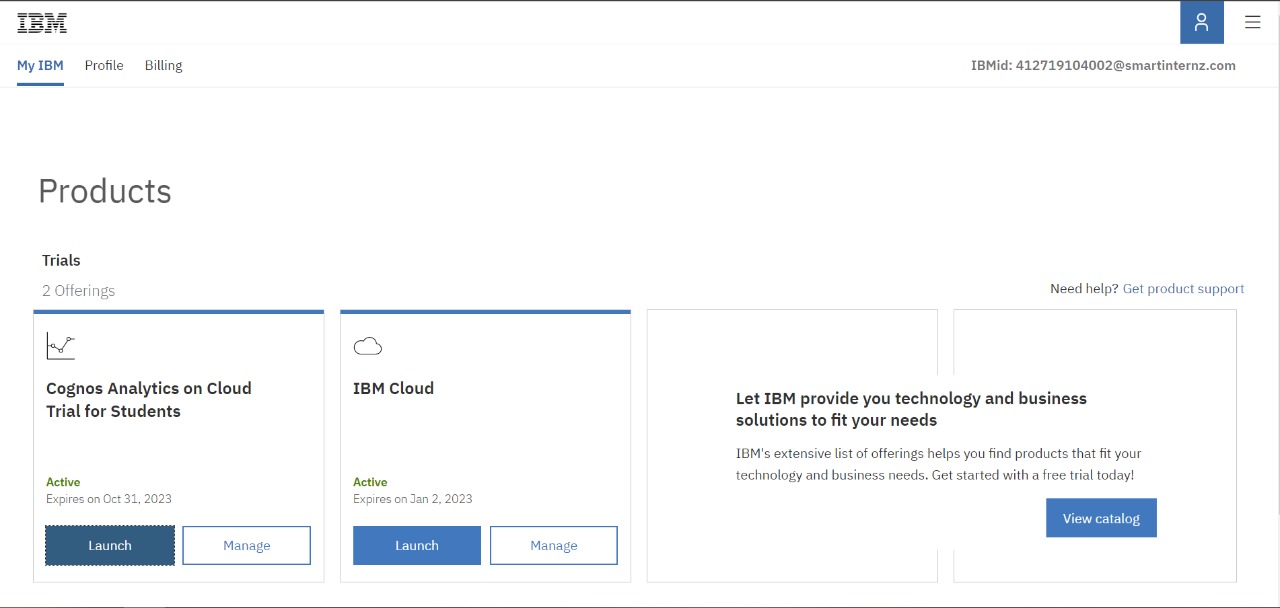 IBM
My IBM Profile Billing
IBMid: 412719104002@smartinternz.com
Products
Trials
2 Offerings
Need help? Get product support
Cognos Analytics on Cloud
Trial for Students
Active
Expires on Oct 31, 2023
Launch Manage
IBM Cloud
Active
Expires on Jan 2, 2023
Launch Manage
Let IBM provide you technology and business
solutions to fit your needs
IBM's extensive list of offerings helps you find products that fit your
technology and business needs. Get started with a free trial today!
View catalog